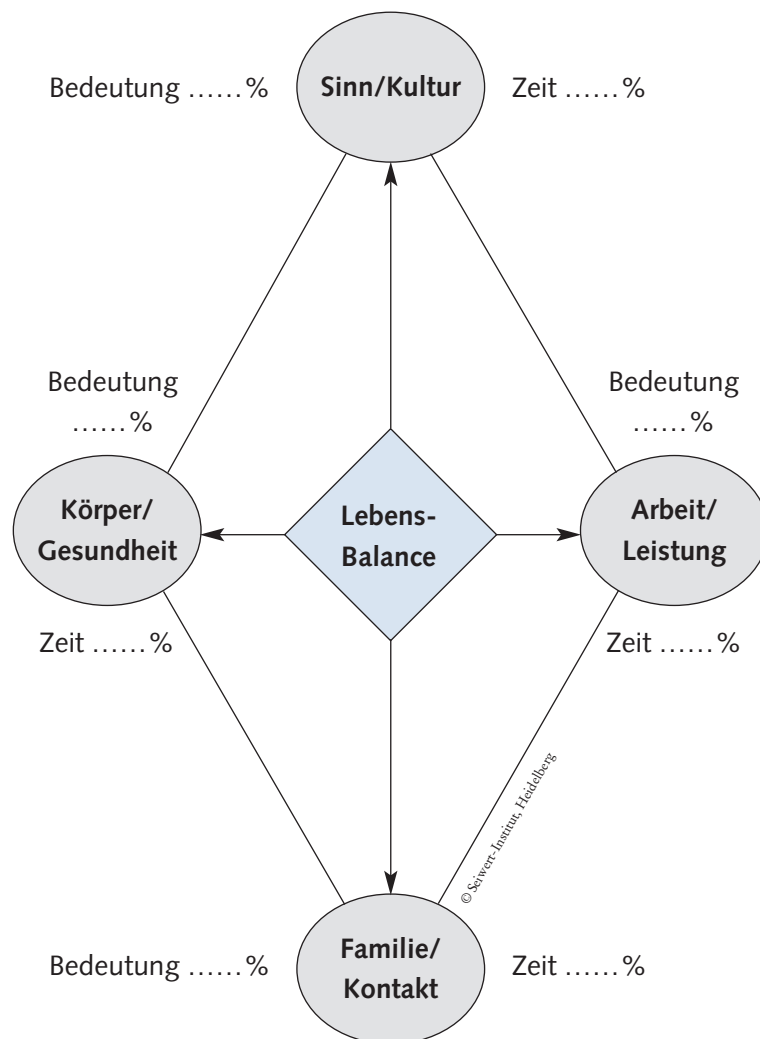 Bedeutung ......%
Sinn/Kultur
Zeit ......%
Bedeutung
......%
Bedeutung
......%
Körper/
Gesundheit
Lebens-
Balance
Arbeit/
Leistung
Zeit ......%
Zeit ......%
© Seiwert-Institut, Heidelberg
Bedeutung ......%
Familie/
Kontakt
Zeit ......%